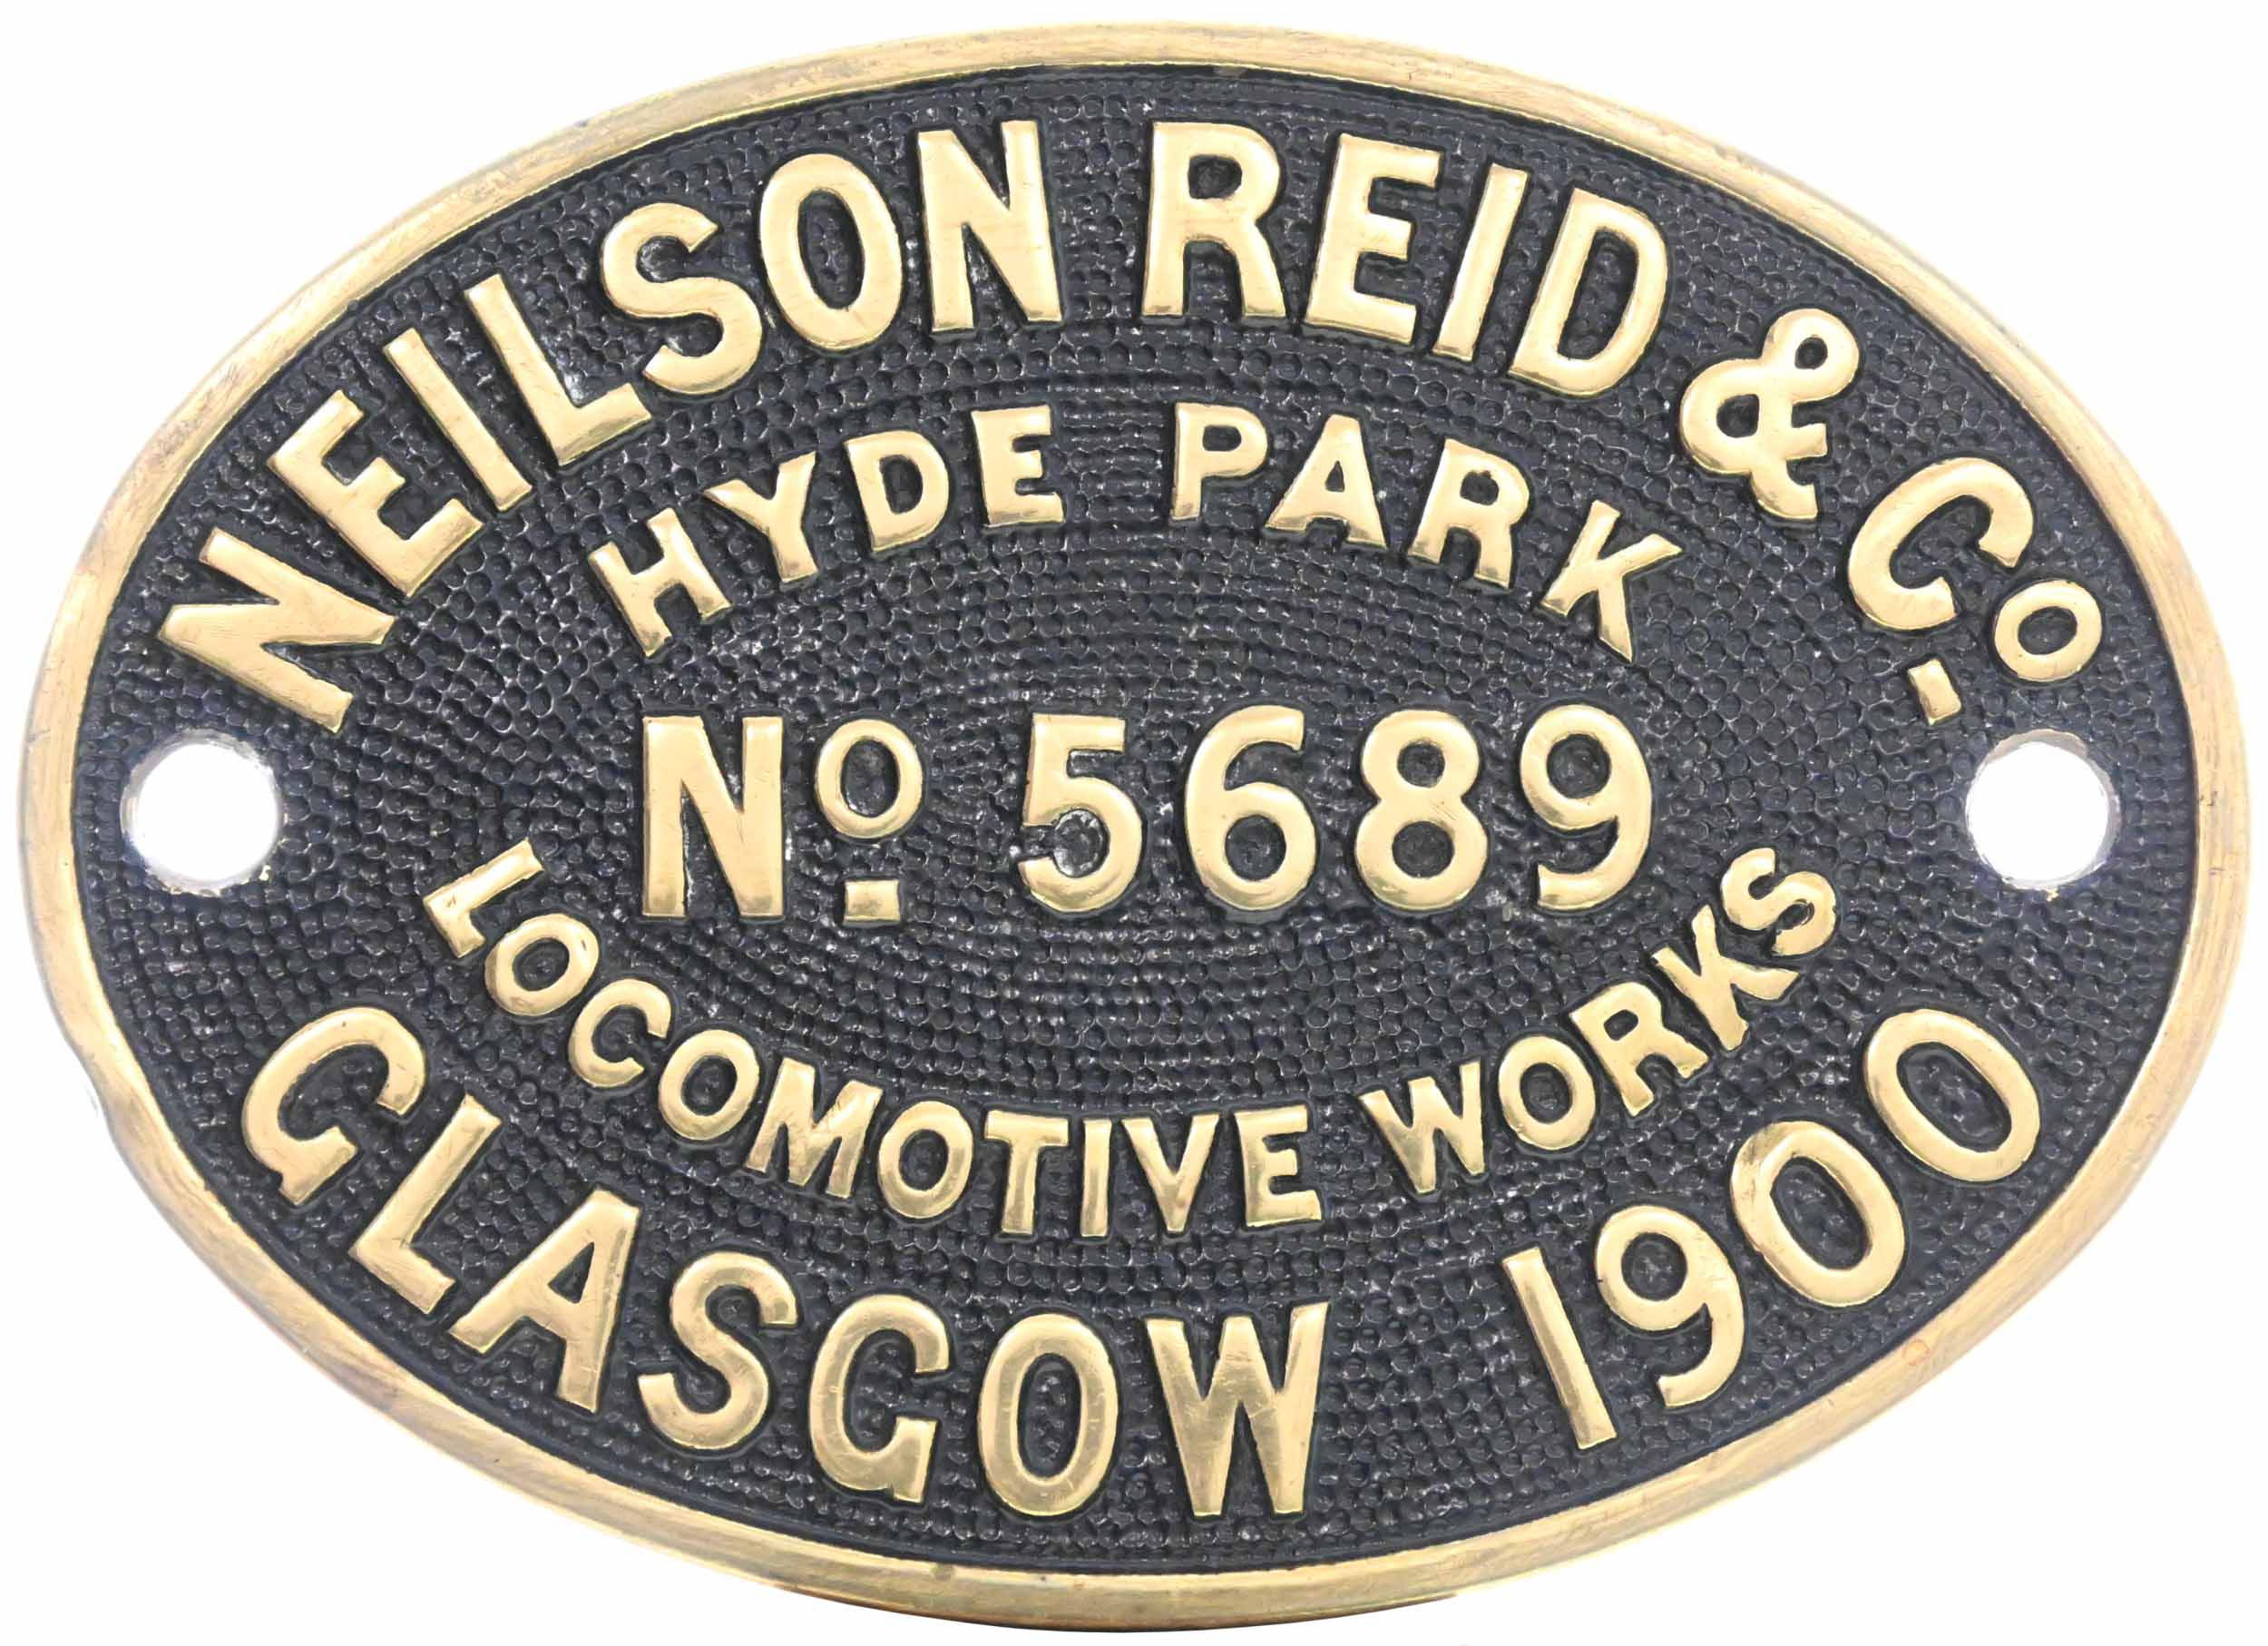 NEILSON REID & Co.
HYDE PARK
No 5689
LOCOMOTIVE WORKS
GLASGOW 1900